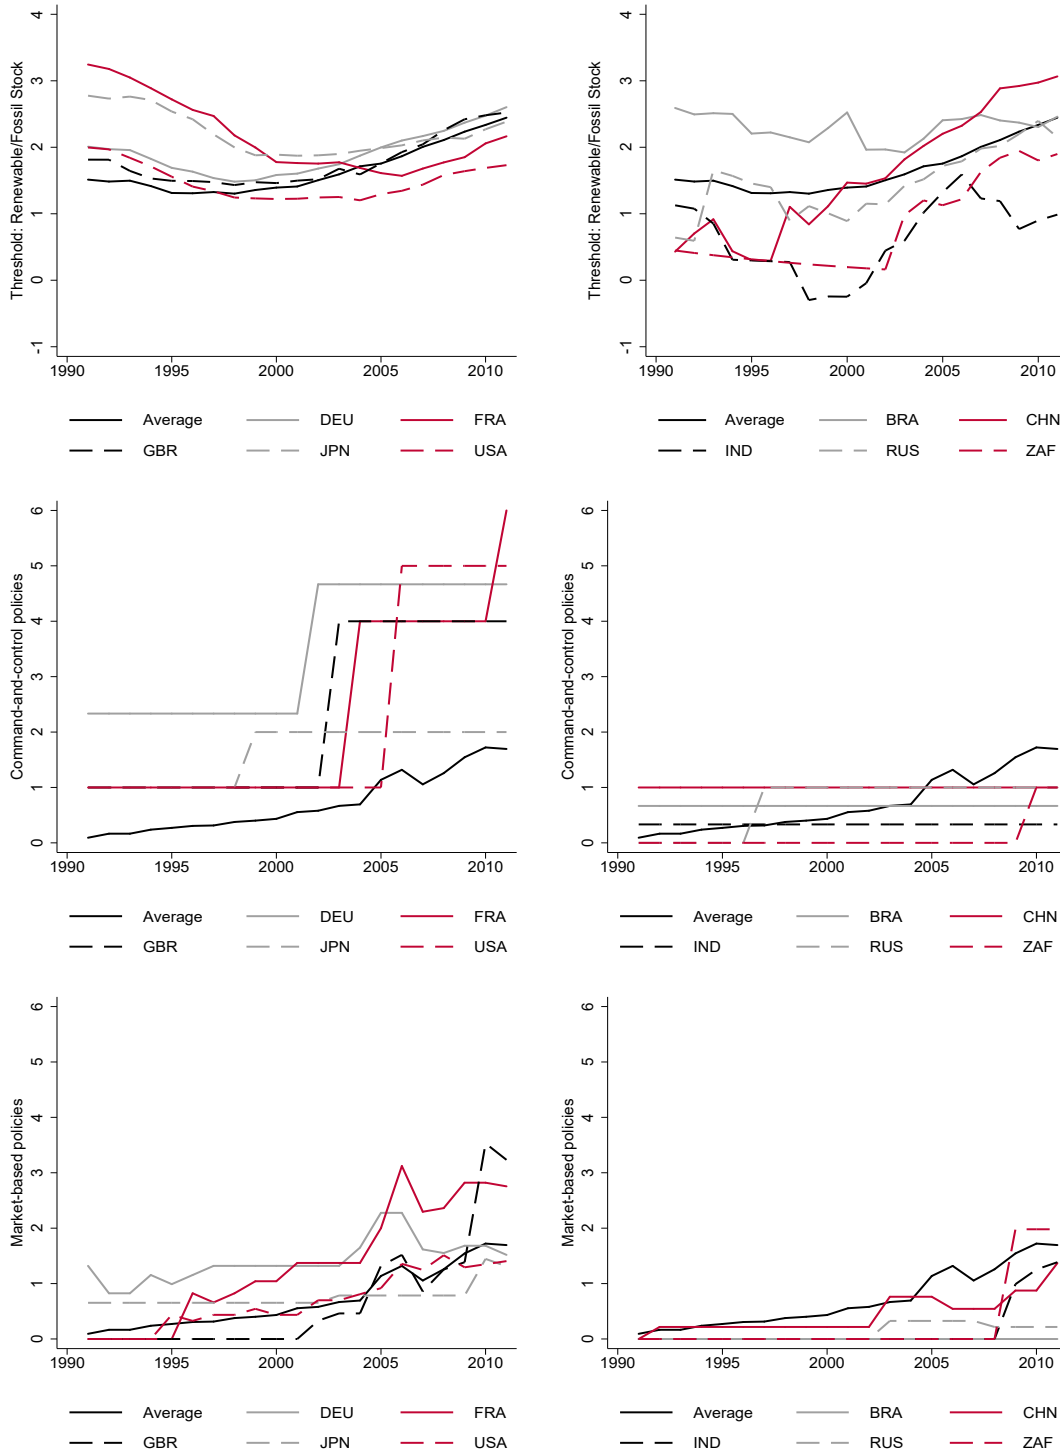 Threshold: Renewable/Fossil Stock
4
3
2
1
0
-1
1990 1995 2000 2005 2010
Average DEU FRA
GBR JPN USA
Threshold: Renewable/Fossil Stock
4
3
2
1
0
-1
1990 1995 2000 2005 2010
Average BRA CHN
IND RUS ZAF
Command-and-control policies
6
5
4
3
2
1
0
1990 1995 2000 2005 2010
Average DEU FRA
GBR JPN USA
Command-and-control policies
6
5
4
3
2
1
0
1990 1995 2000 2005 2010
Average BRA CHN
IND RUS ZAF
Market-based policies
6
5
4
3
2
1
0
1990 1995 2000 2005 2010
Average DEU FRA
GBR JPN USA
Market-based policies
6
5
4
3
2
1
0
1990 1995 2000 2005 2010
Average BRA CHN
IND RUS ZAF